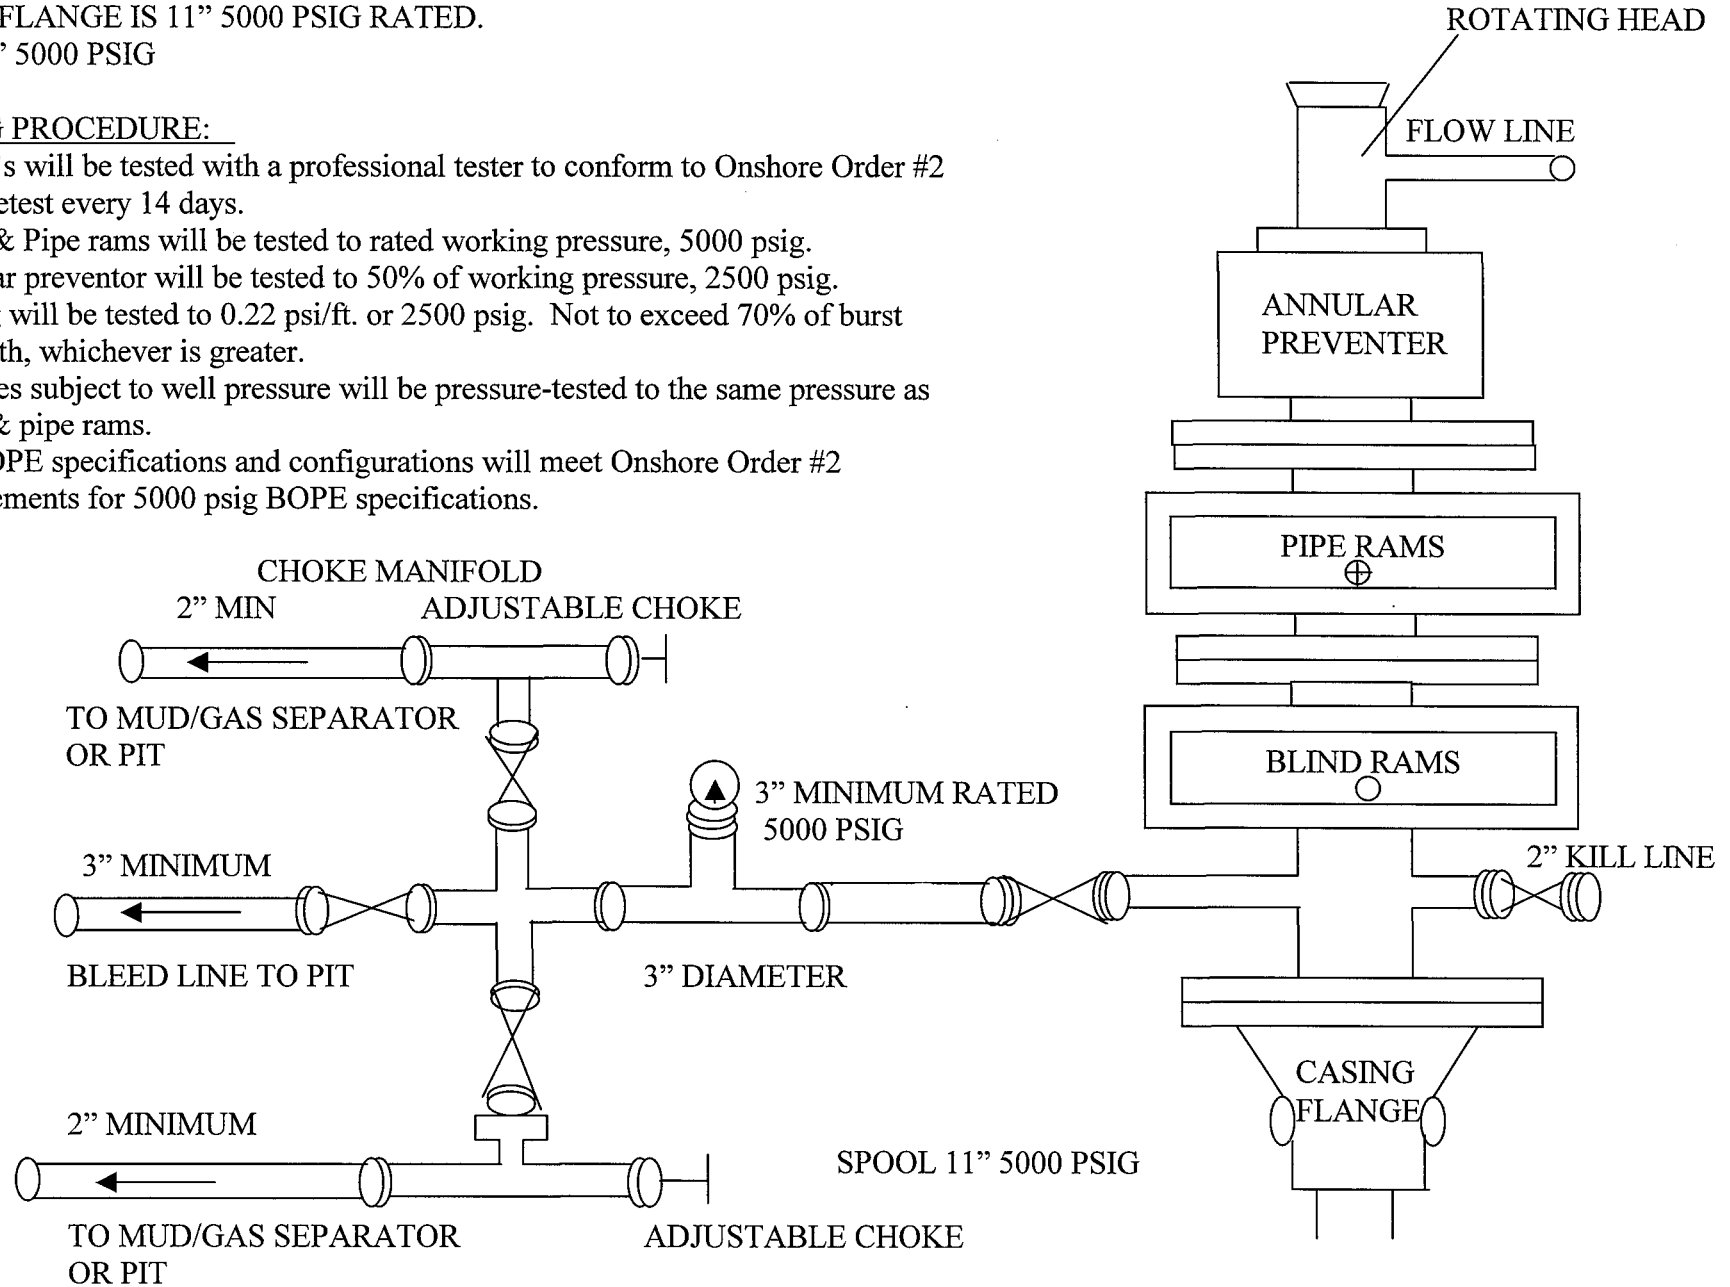 FLANGE IS 11” 5000 PSIG RATED.
” 5000 PSIG
PROCEDURE:
's will be tested with a professional tester to conform to Onshore Order #2
etest every 14 days.
& Pipe rams will be tested to rated working pressure, 5000 psig.
ar preventor will be tested to 50% of working pressure, 2500 psig.
will be tested to 0.22 psi/ft. or 2500 psig. Not to exceed 70% of burst
th, whichever is greater.
es subject to well pressure will be pressure-tested to the same pressure as
& pipe rams.
OPE specifications and configurations will meet Onshore Order #2
ements for 5000 psig BOPE specifications.
ROTATING HEAD
FLOW LINE
ANNULAR
PREVENTER
PIPE RAMS
BLIND RAMS
2” KILL LINE
CASING
FLANGE
SPOOL 11” 5000 PSIG
CHOKE MANIFOLD
2” MIN
ADJUSTABLE CHOKE
TO MUD/GAS SEPARATOR
OR PIT
3” MINIMUM RATED
5000 PSIG
3” MINIMUM
BLEED LINE TO PIT
3” DIAMETER
2” MINIMUM
TO MUD/GAS SEPARATOR
OR PIT
ADJUSTABLE CHOKE